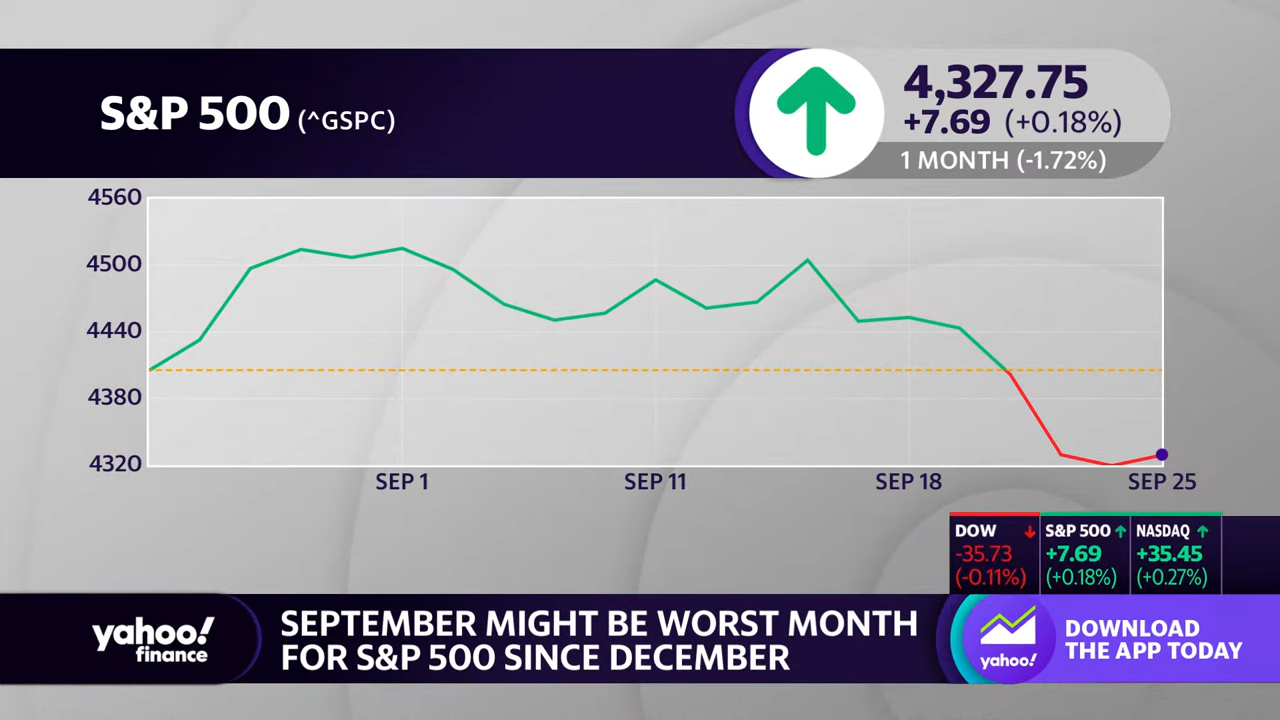 S&P 500 (^GSPC)
4,327.75
+7.69 (+0.18%)
1 MONTH (-1.72%)
4560
4500
4440
4380
4320
SEP 1
SEP 11
SEP 18
SEP 25
DOW
-35.73
(-0.11%)
S&P 500
+7.69
(+0.18%)
NASDAQ
+35.45
(+0.27%)
yahoo!
finance
SEPTEMBER MIGHT BE WORST MONTH
FOR S&P 500 SINCE DECEMBER
yahoo!
DOWNLOAD
THE APP TODAY